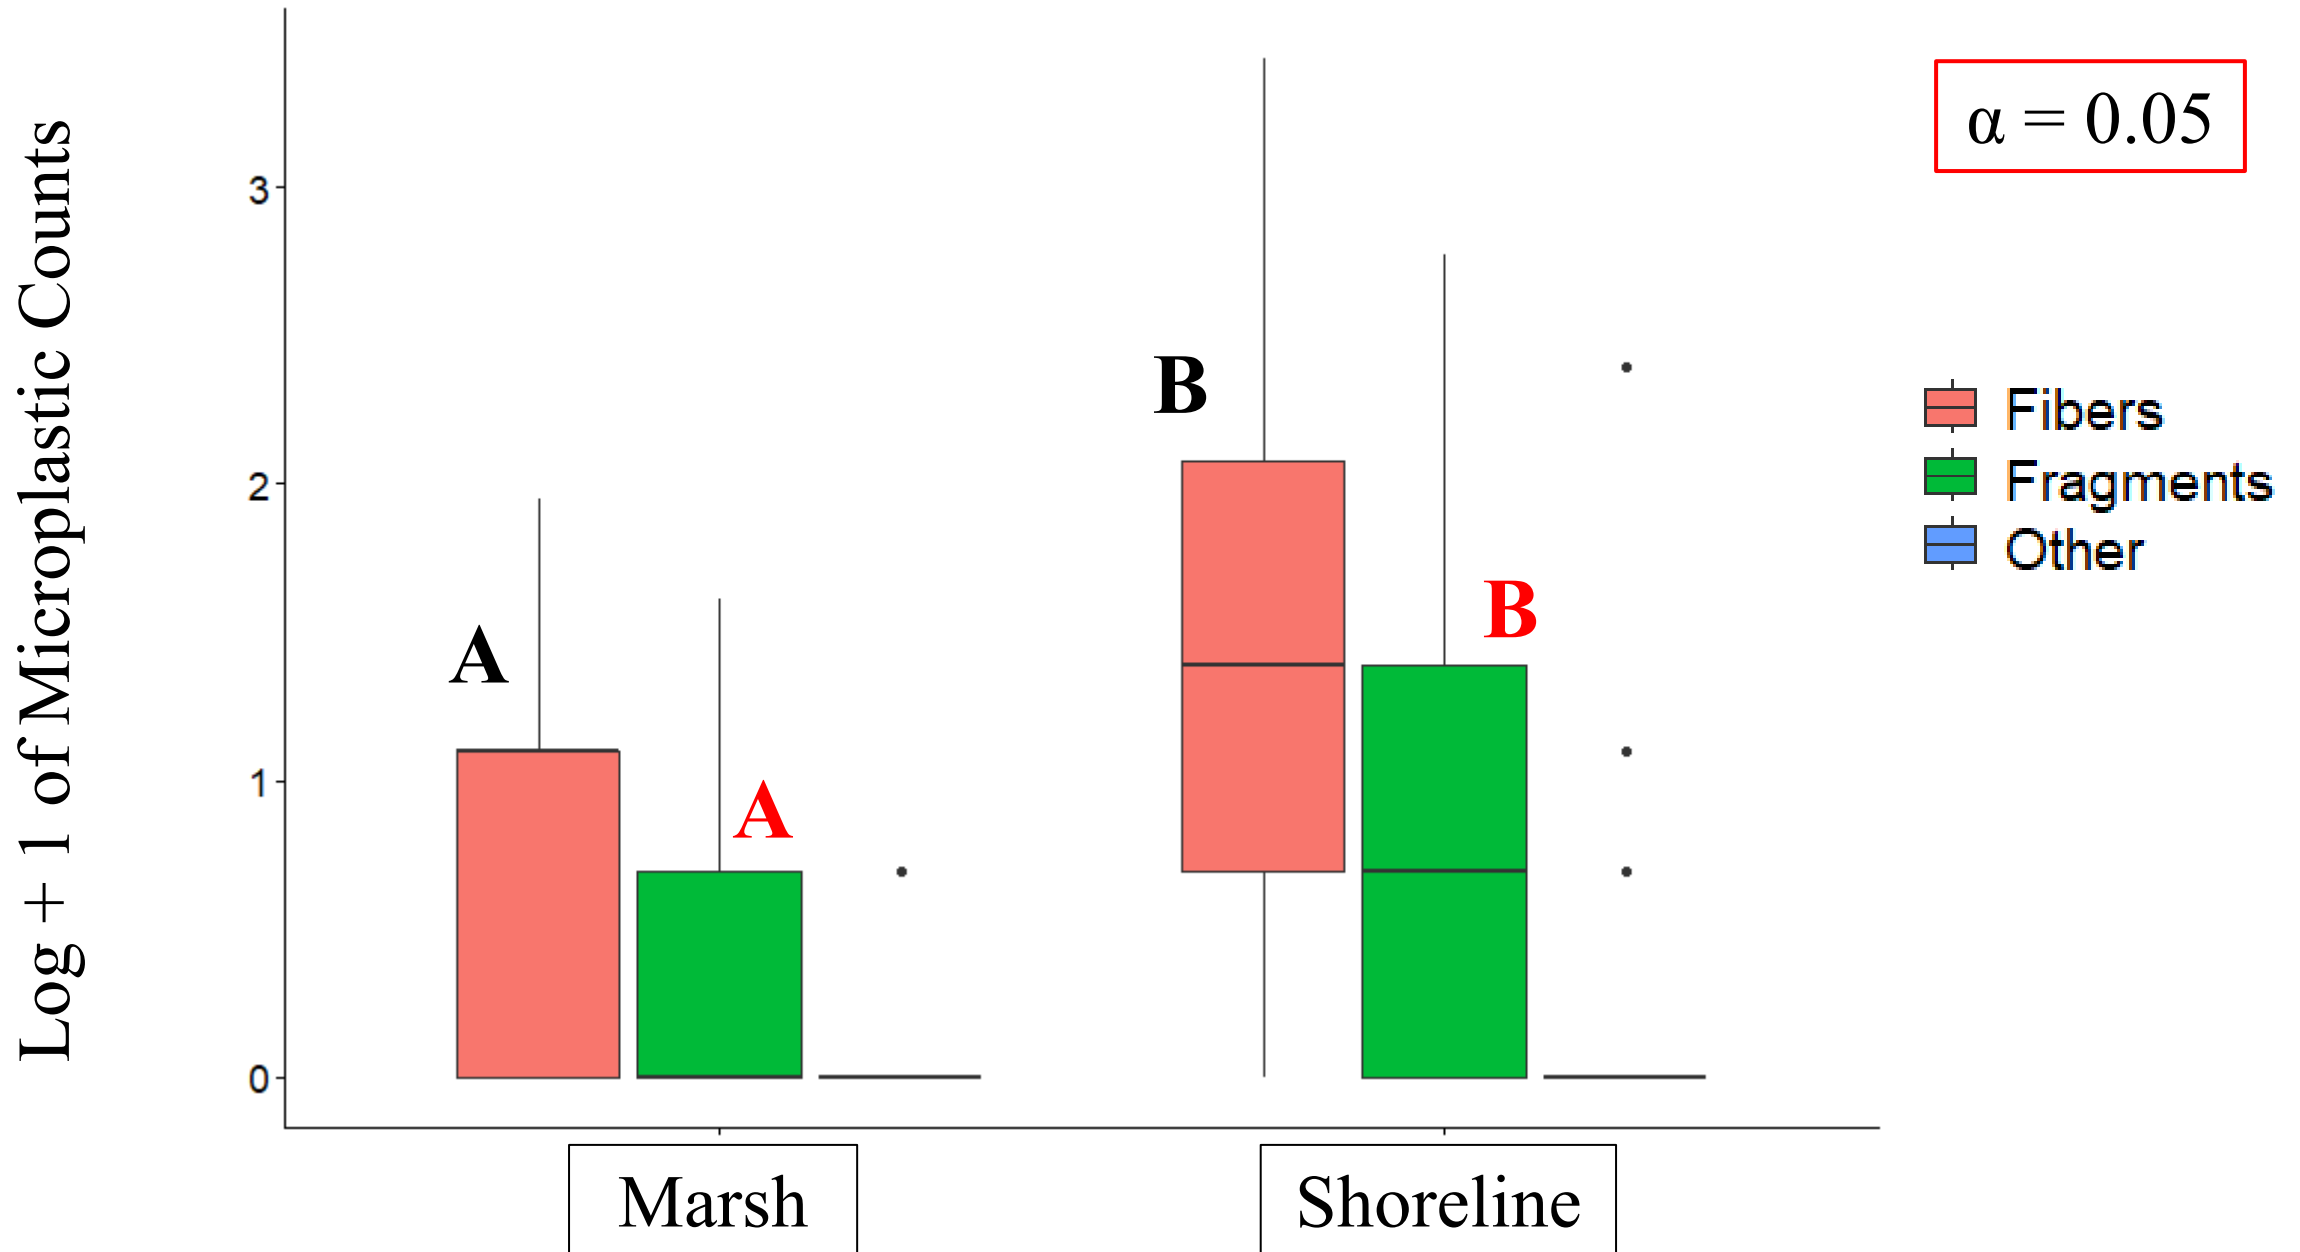 Log + 1 of Microplastic Counts
3
2
1
0
A
A
B
B
Marsh
Shoreline
α = 0.05
Fibers
Fragments
Other